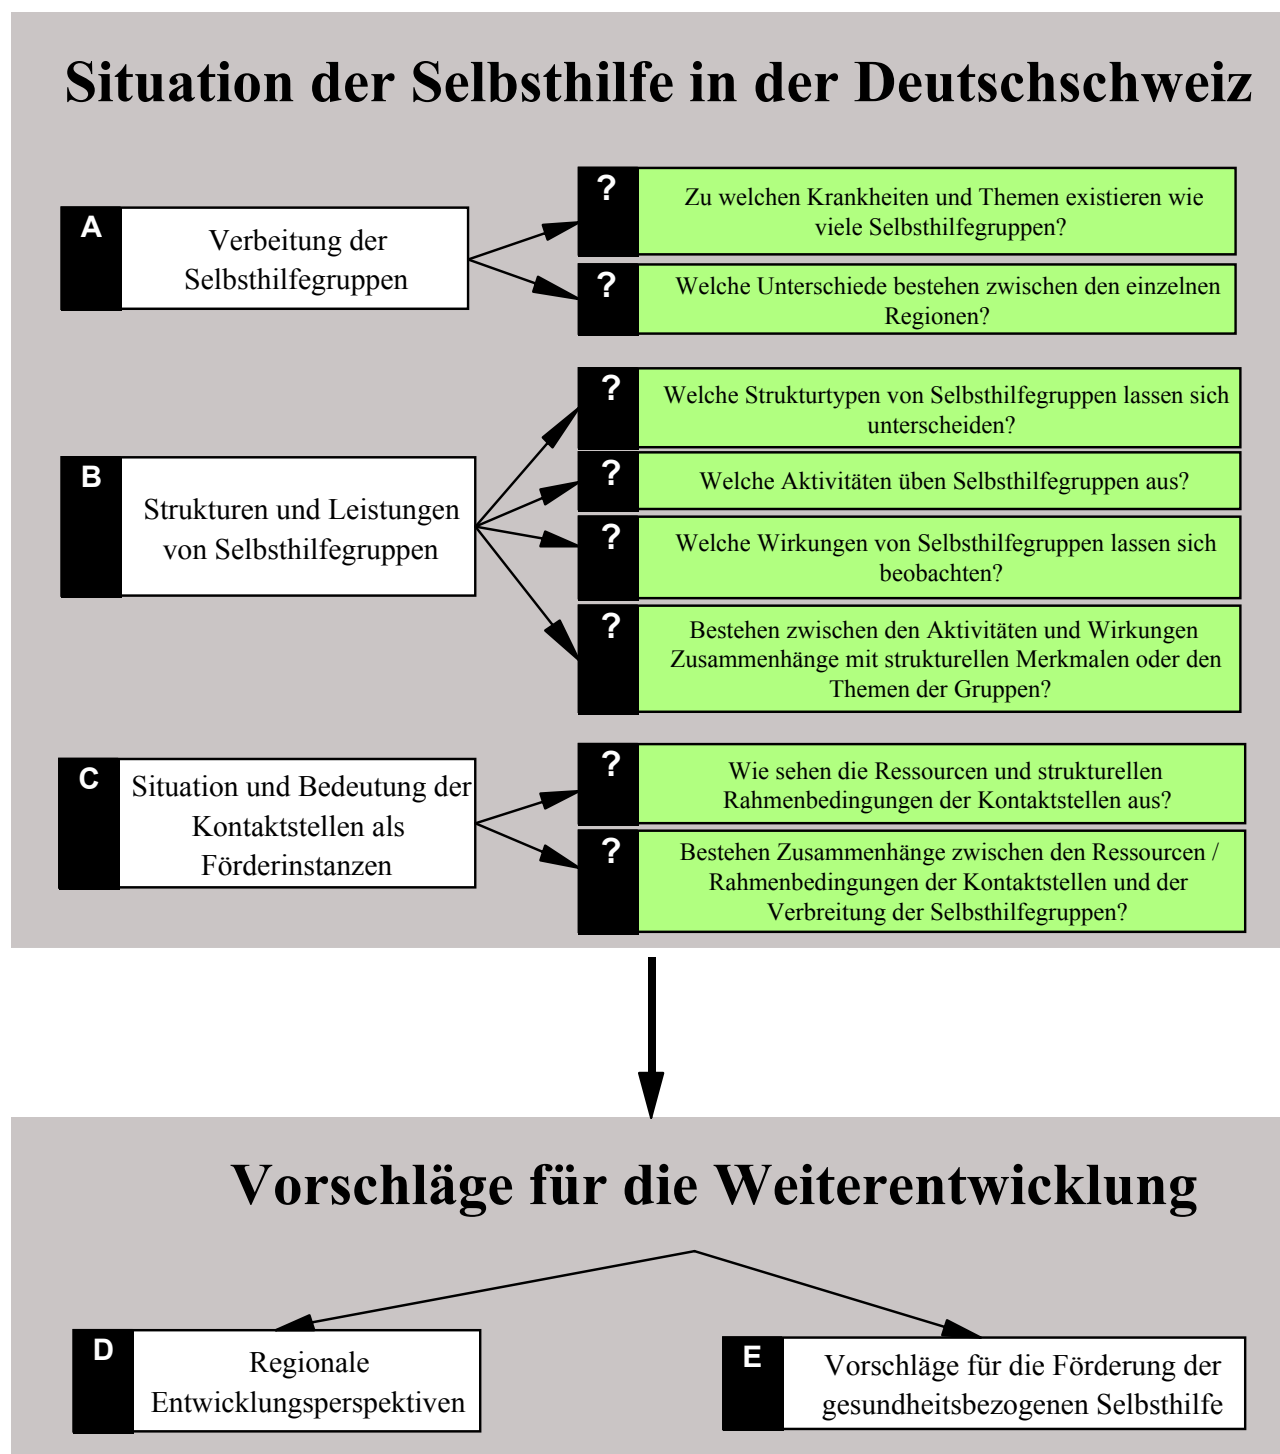 Situation der Selbsthilfe in der Deutschschweiz
A
Verbeitung der
Selbsthilfegruppen
?
Zu welchen Krankheiten und Themen existieren wie
viele Selbsthilfegruppen?
?
Welche Unterschiede bestehen zwischen den einzelnen
Regionen?
B
Strukturen und Leistungen
von Selbsthilfegruppen
?
Welche Strukturtypen von Selbsthilfegruppen lassen sich
unterscheiden?
?
Welche Aktivitäten üben Selbsthilfegruppen aus?
?
Welche Wirkungen von Selbsthilfegruppen lassen sich
beobachten?
?
Bestehen zwischen den Aktivitäten und Wirkungen
Zusammenhänge mit strukturellen Merkmalen oder den
Themen der Gruppen?
C
Situation und Bedeutung der
Kontaktstellen als
Förderinstanzen
?
Wie sehen die Ressourcen und strukturellen
Rahmenbedingungen der Kontaktstellen aus?
?
Bestehen Zusammenhänge zwischen den Ressourcen /
Rahmenbedingungen der Kontaktstellen und der
Verbreitung der Selbsthilfegruppen?
Vorschläge für die Weiterentwicklung
D
Regionale
Entwicklungsperspektiven
E
Vorschläge für die Förderung der
gesundheitsbezogenen Selbsthilfe